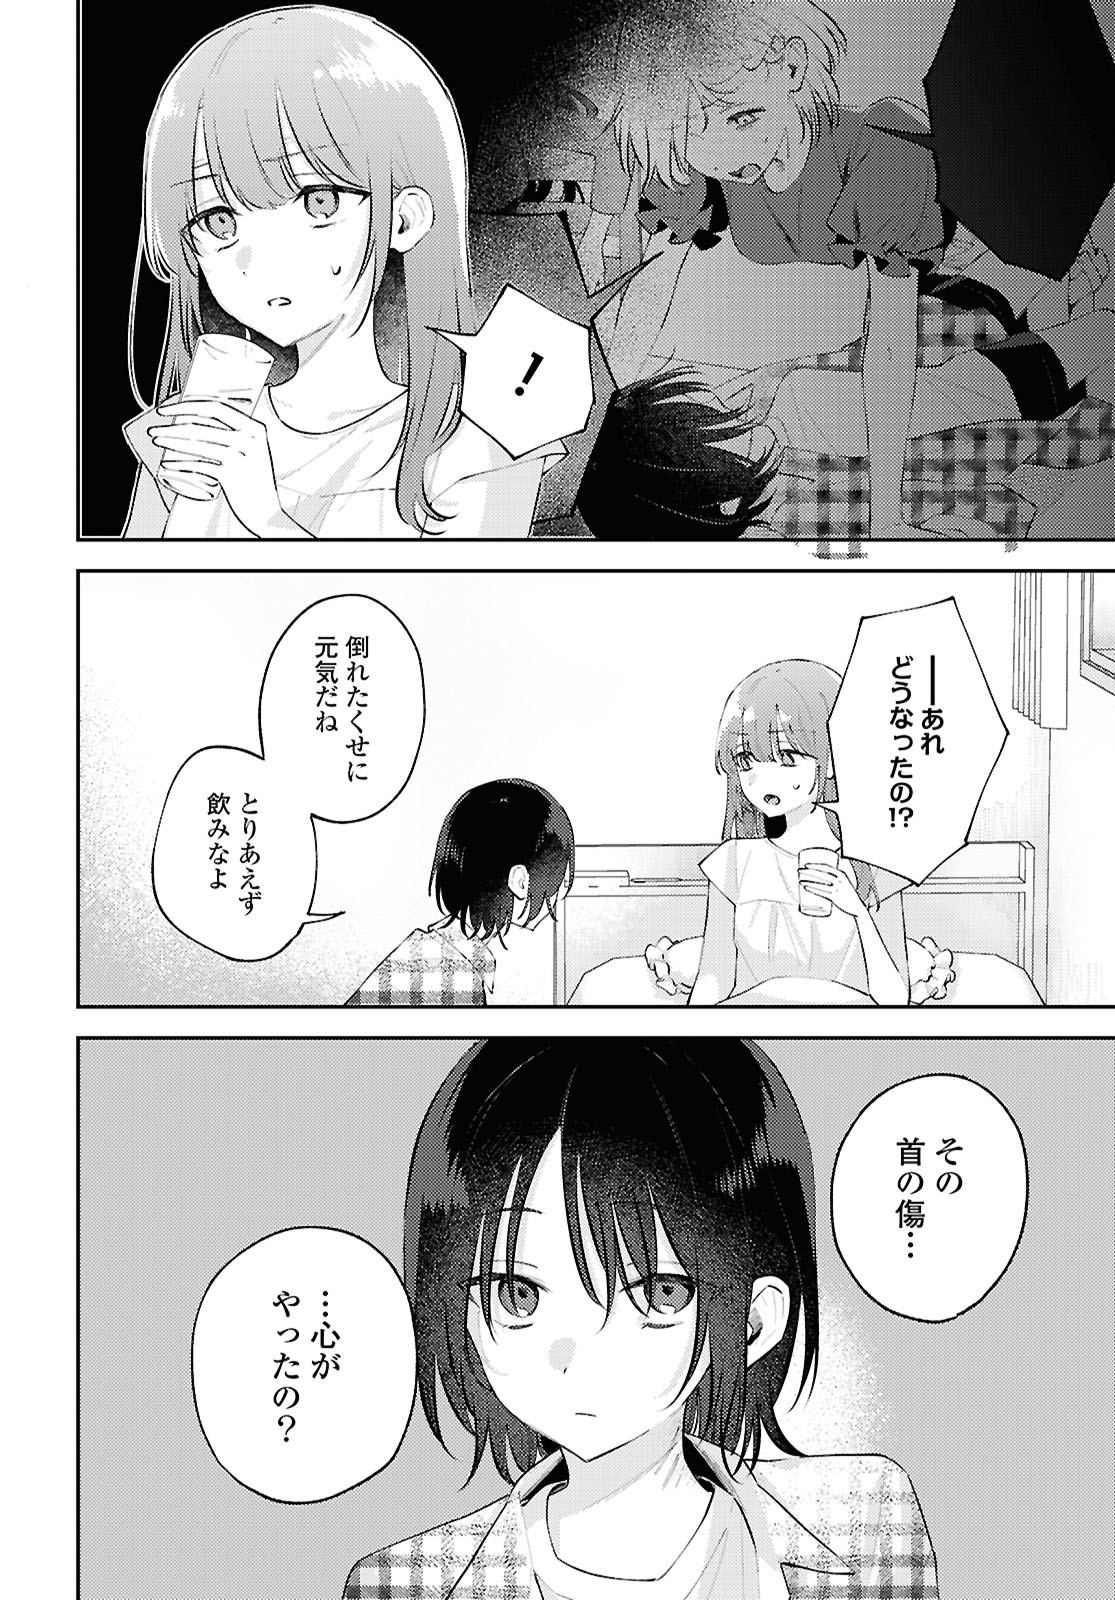 ！
――あれ
どうなったの!?
倒れたくせに
元気だね
とりあえず
飲みなよ
その
首の傷…
…心が
やったの？